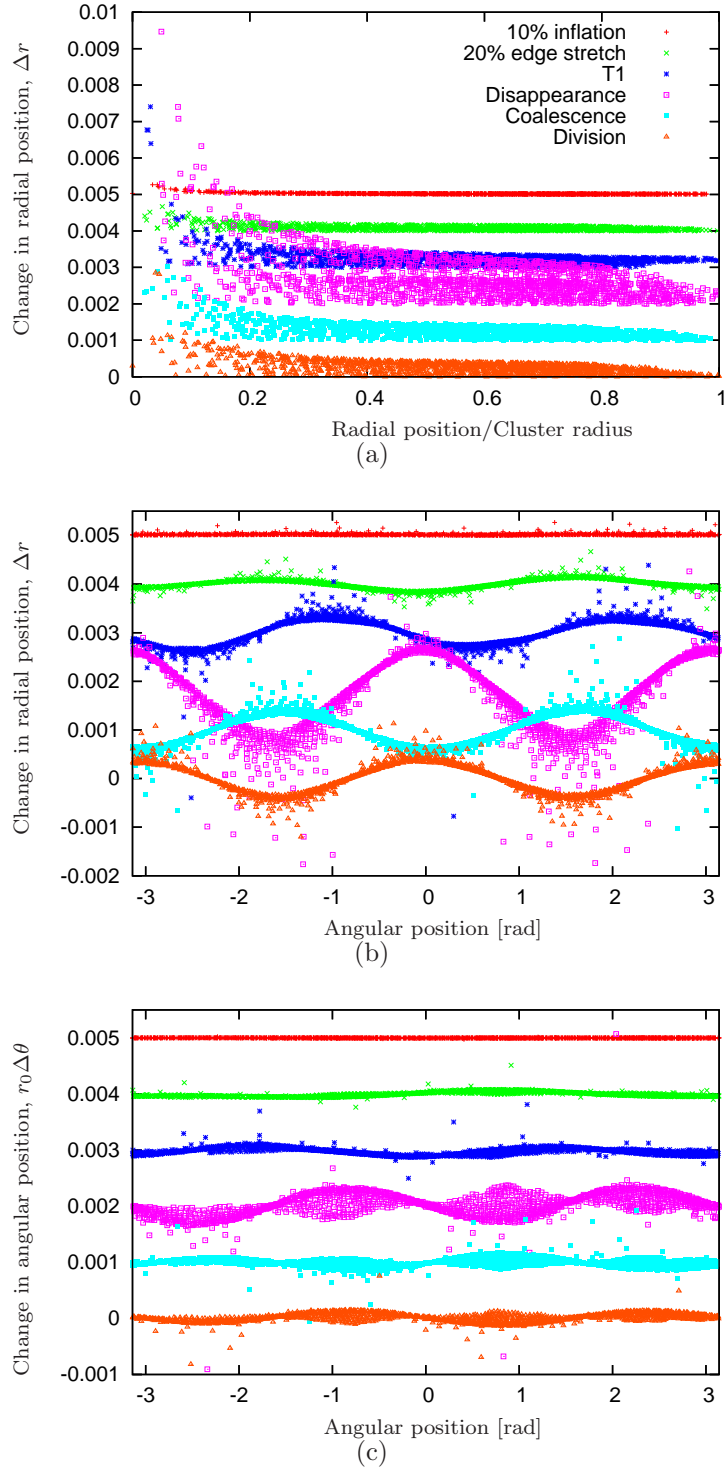 0.01
0.009
0.008
0.007
0.006
0.005
0.004
0.003
0.002
0.001
0
Change in radial position, Δr
10% inflation
20% edge stretch
T1
Disappearance
Coalescence
Division
0 0.2 0.4 0.6 0.8 1
Radial position/Cluster radius
(a)
0.005
0.004
0.003
0.002
0.001
0
-0.001
-0.002
Change in radial position, Δr
-3 -2 -1 0 1 2 3
Angular position [rad]
(b)
0.005
0.004
0.003
0.002
0.001
0
-0.001
Change in angular position, r₀Δθ
-3 -2 -1 0 1 2 3
Angular position [rad]
(c)